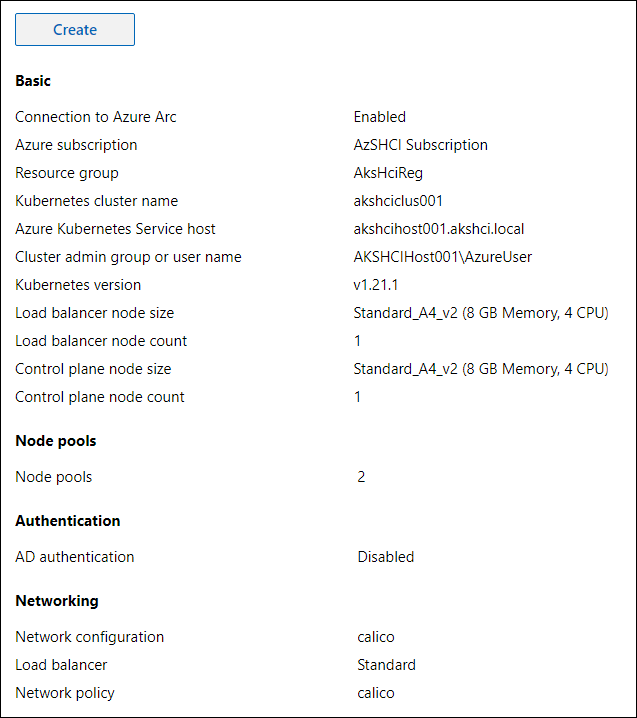 Create
Basic
Connection to Azure Arc Enabled
Azure subscription AzSHCI Subscription
Resource group AksHciReg
Kubernetes cluster name akshciclus001
Azure Kubernetes Service host akshcihost001.akshci.local
Cluster admin group or user name AKSHCIHost001\AzureUser
Kubernetes version v1.21.1
Load balancer node size Standard_A4_v2 (8 GB Memory, 4 CPU)
Load balancer node count 1
Control plane node size Standard_A4_v2 (8 GB Memory, 4 CPU)
Control plane node count 1
Node pools
Node pools 2
Authentication
AD authentication Disabled
Networking
Network configuration calico
Load balancer Standard
Network policy calico